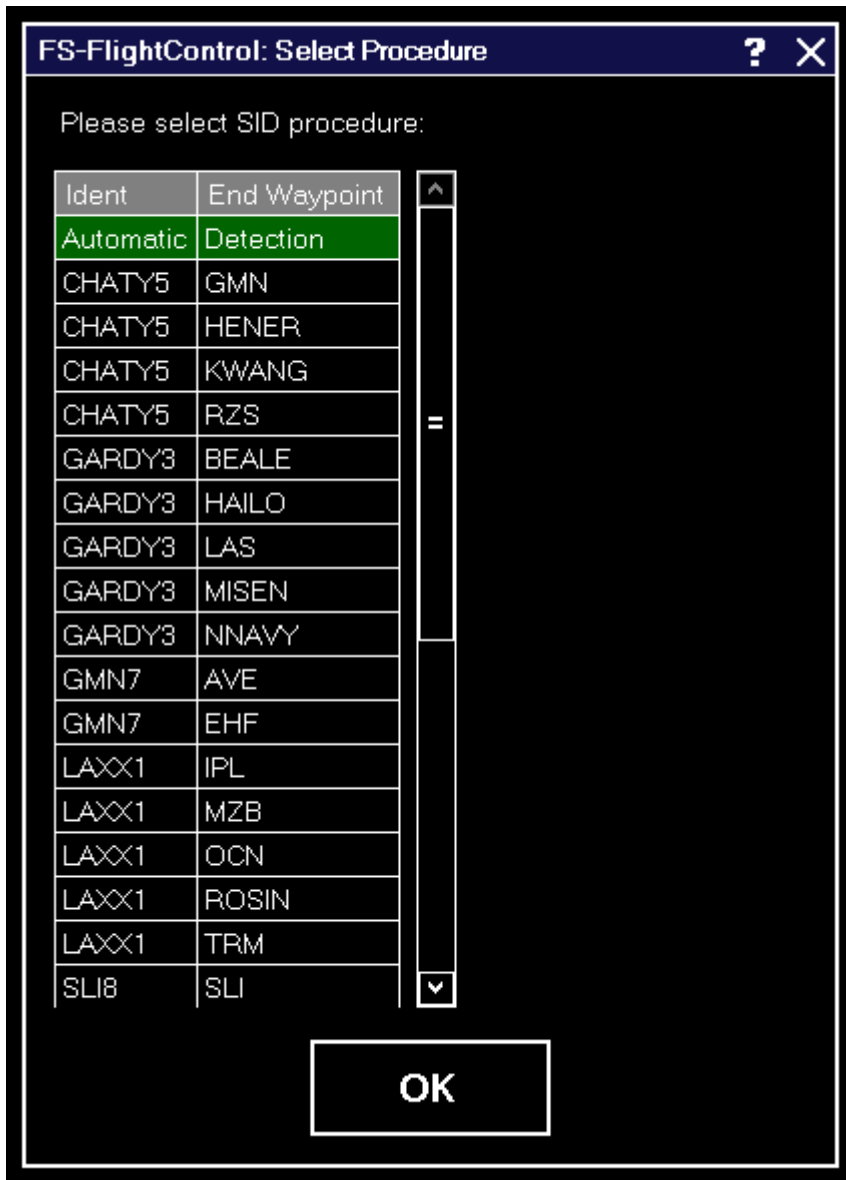 FS-FlightControl: Select Procedure ? X
Please select SID procedure:
Ident End Waypoint
Automatic Detection
CHATY5 GMN
CHATY5 HENER
CHATY5 KWANG
CHATY5 RZS
GARDY3 BEALE
GARDY3 HAILO
GARDY3 LAS
GARDY3 MISEN
GARDY3 NNAVY
GMN7 AVE
GMN7 EHF
LAXX1 IPL
LAXX1 MZB
LAXX1 OCN
LAXX1 ROSIN
LAXX1 TRM
SLI8 SLI
OK